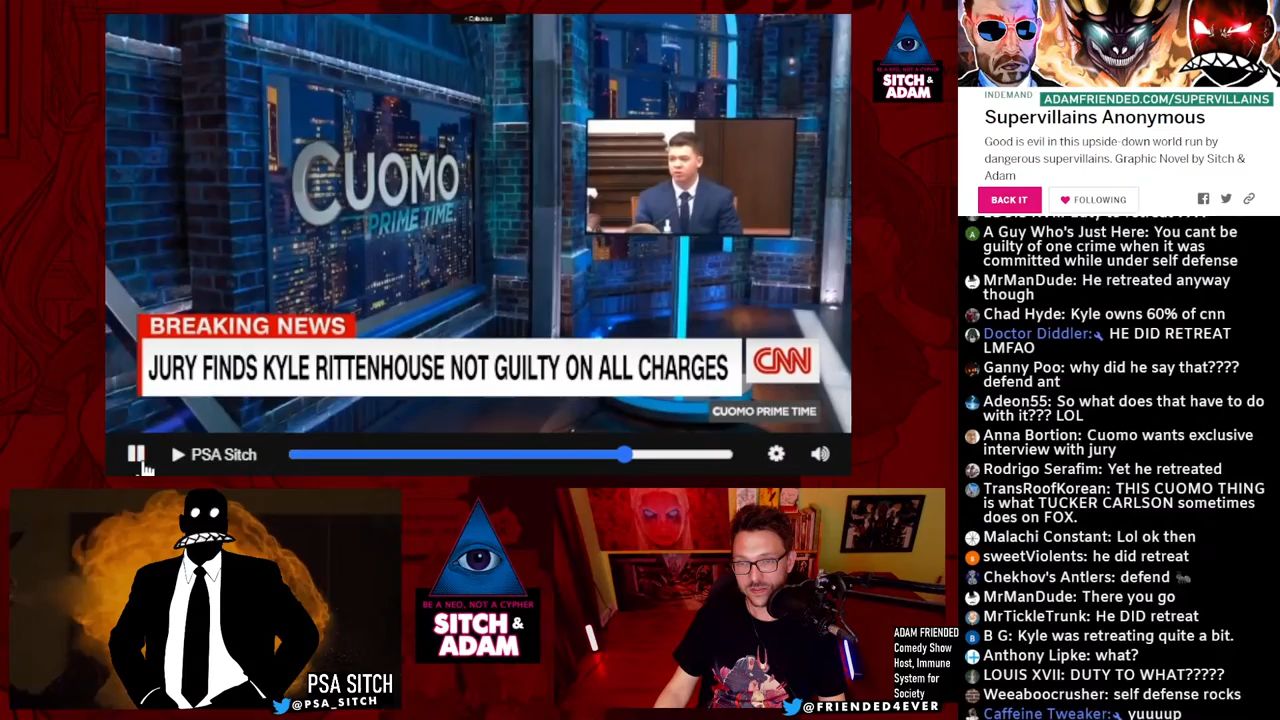 CUOMO
PRIME TIME
BREAKING NEWS
JURY FINDS KYLE RITTENHOUSE NOT GUILTY ON ALL CHARGES
CNN
CUOMO PRIME TIME
PSA Sitch
BE A NEO, NOT A CYPHER
SITCH &
ADAM
INDEMAND
ADAMFRIENDED.COM/SUPERVILLAINS
Supervillains Anonymous
Good is evil in this upside-down world run by
dangerous supervillains. Graphic Novel by Sitch &
Adam
BACK IT
FOLLOWING
A Guy Who's Just Here: You cant be
guilty of one crime when it was
committed while under self defense
MrManDude: He retreated anyway
though
Chad Hyde: Kyle owns 60% of cnn
Doctor Diddler: HE DID RETREAT
LMFAO
Ganny Poo: why did he say that????
defend ant
Adeon55: So what does that have to do
with it??? LOL
Anna Bortion: Cuomo wants exclusive
interview with jury
Rodrigo Serafim: Yet he retreated
TransRoofKorean: THIS CUOMO THING
is what TUCKER CARLSON sometimes
does on FOX.
Malachi Constant: Lol ok then
sweetViolents: he did retreat
Chekhov's Antlers: defend 🐜
MrManDude: There you go
MrTickleTrunk: He DID retreat
B G: Kyle was retreating quite a bit.
Anthony Lipke: what?
LOUIS XVII: DUTY TO WHAT?????
Weeaboocrusher: self defense rocks
Caffeine Tweaker: yuuuup
PSA SITCH
@PSA_SITCH
BE A NEO, NOT A CYPHER
SITCH &
ADAM
ADAM FRIENDED
Comedy Show
Host, Immune
System for
Society
@FRIENDED4EVER